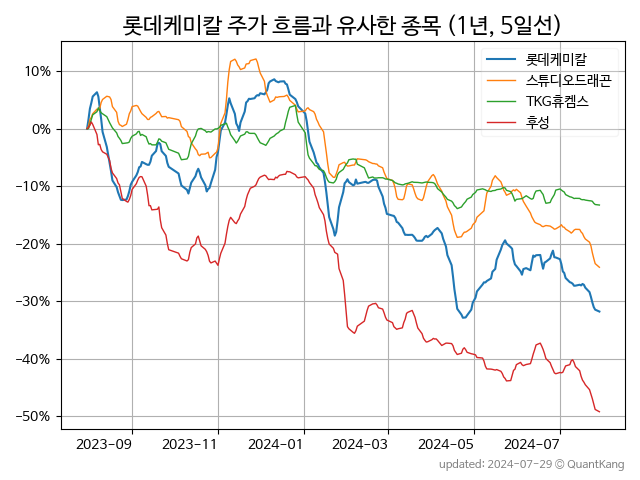 롯데케미칼 주가 흐름과 유사한 종목 (1년, 5일선)
롯데케미칼
스튜디오드래곤
TKG휴켐스
후성
10%
0%
-10%
-20%
-30%
-40%
-50%
2023-09
2023-11
2024-01
2024-03
2024-05
2024-07
updated: 2024-07-29 © QuantKang